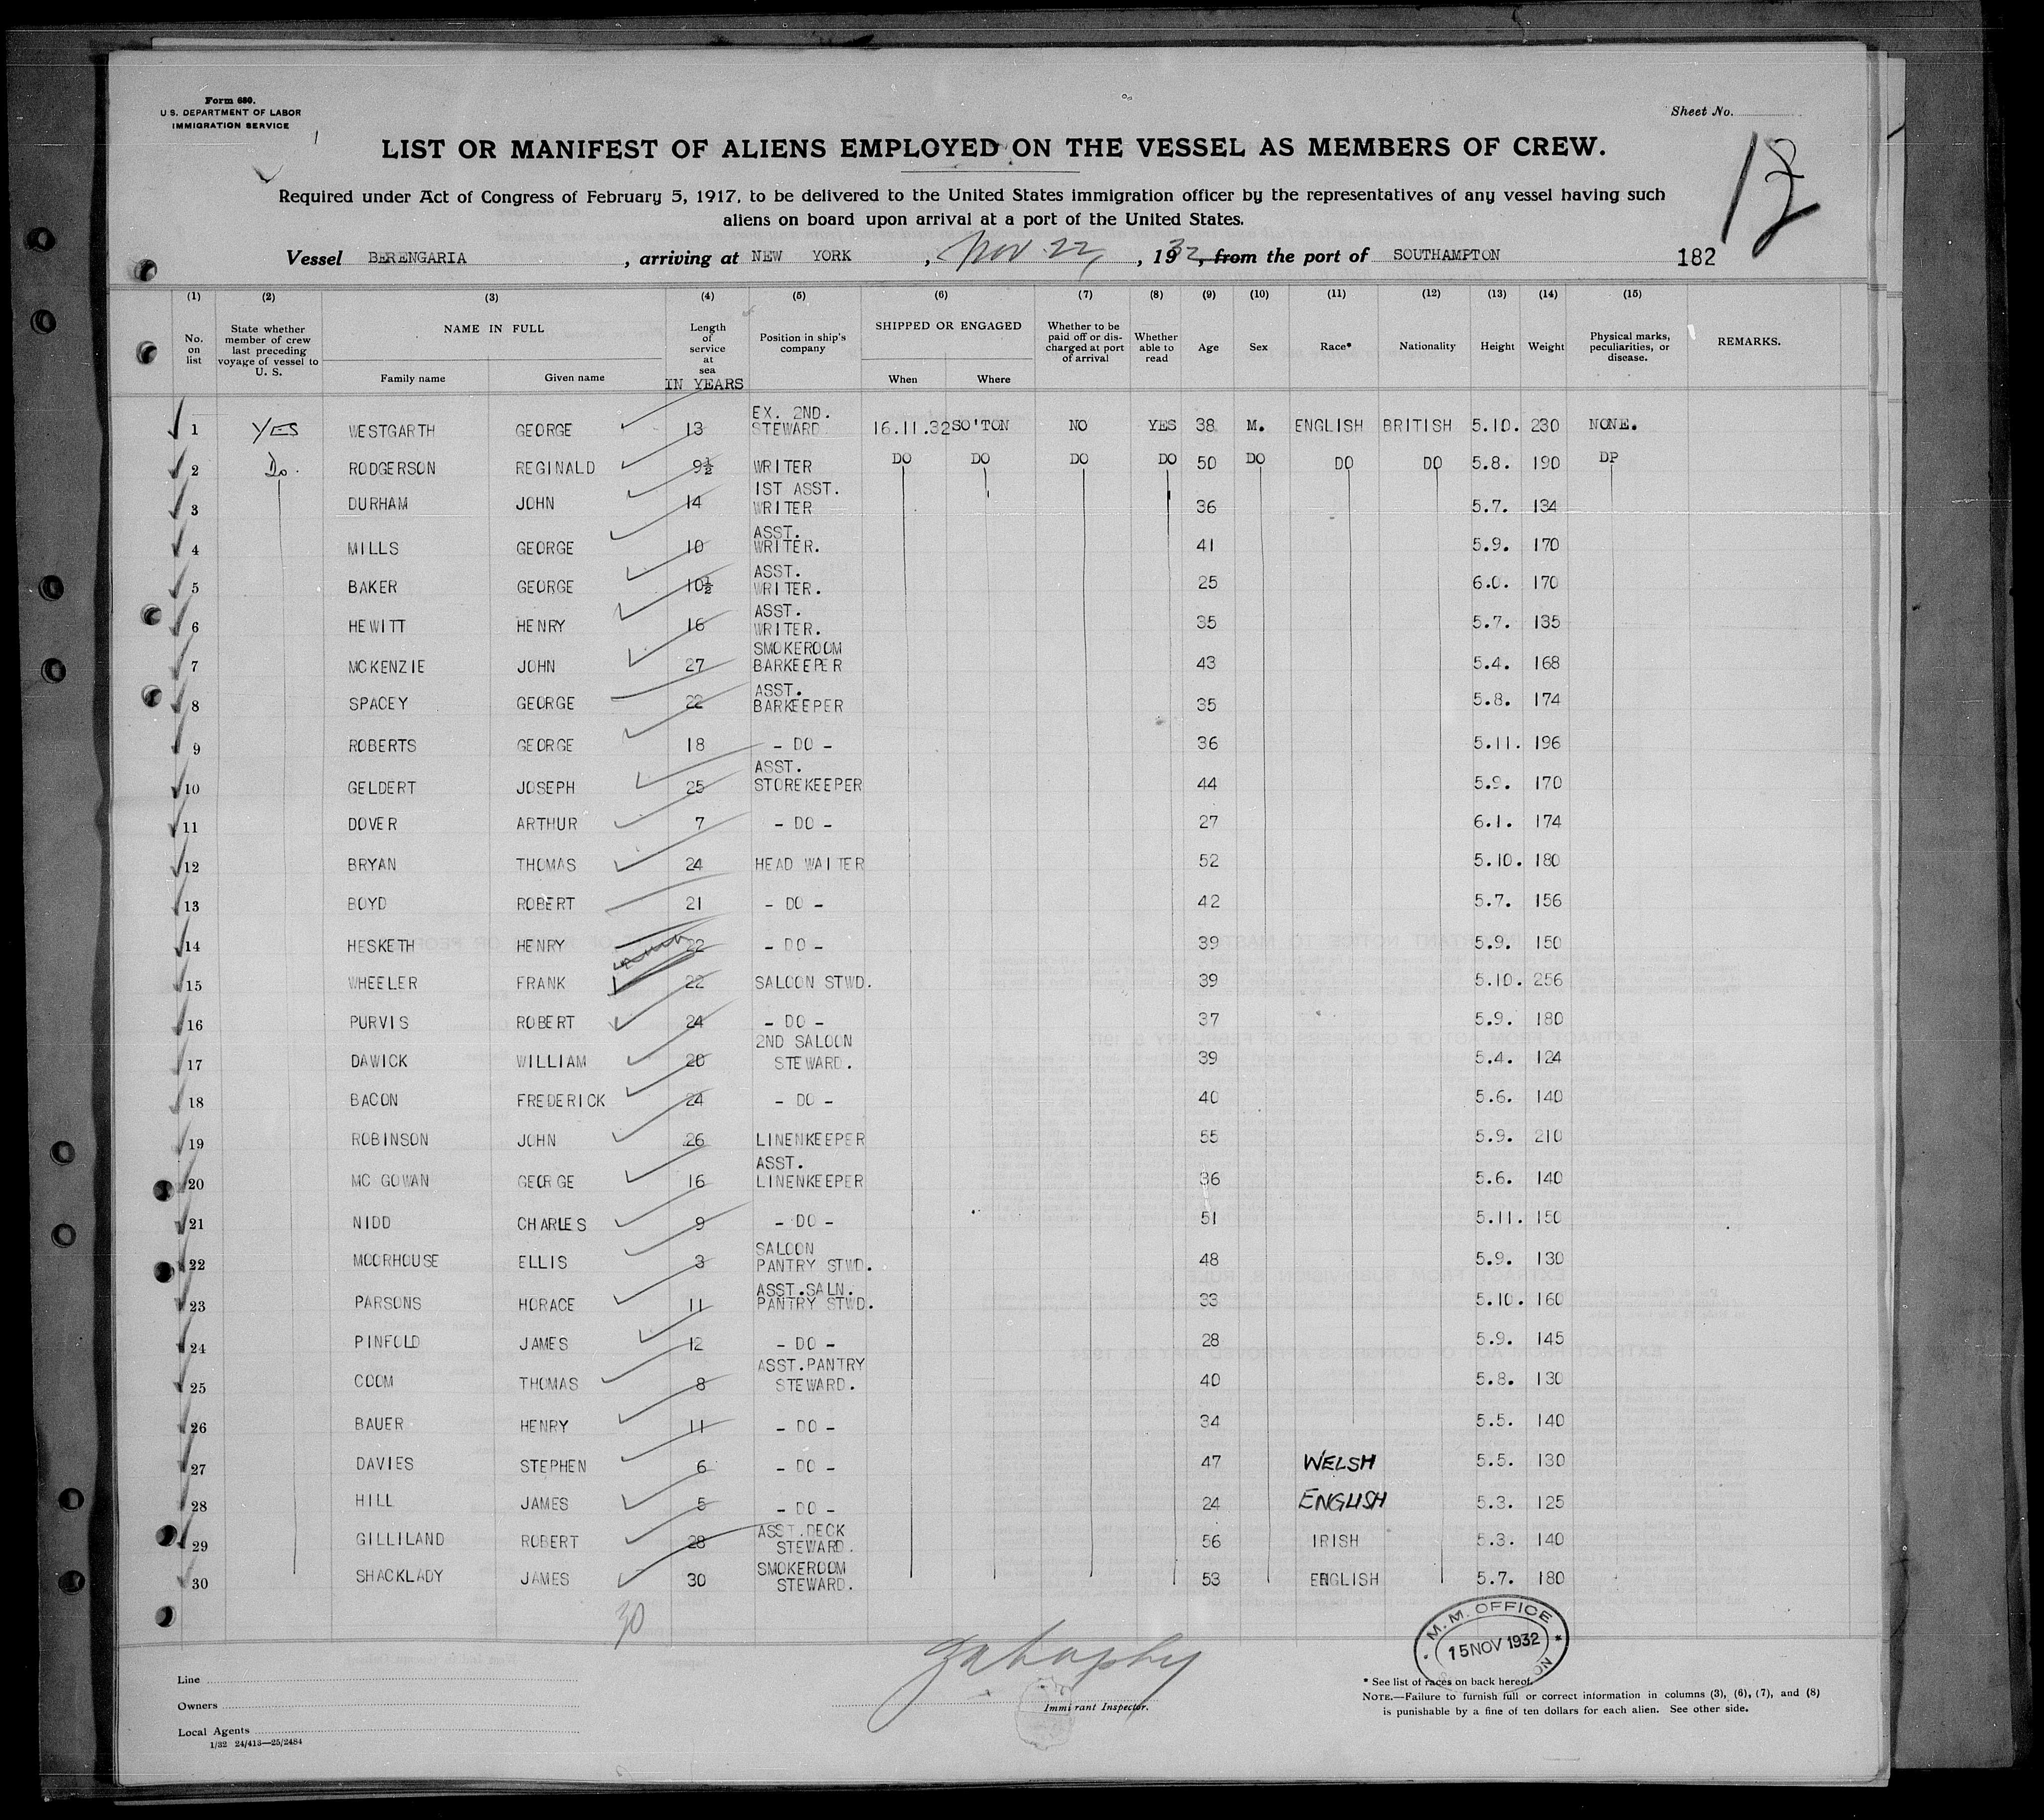 Form 680.
U.S. DEPARTMENT OF LABOR
IMMIGRATION SERVICE
Sheet No.
LIST OR MANIFEST OF ALIENS EMPLOYED ON THE VESSEL AS MEMBERS OF CREW.
Required under Act of Congress of February 5, 1917, to be delivered to the United States immigration officer by the representatives of any vessel having such
aliens on board upon arrival at a port of the United States.
Vessel BERENGARIA, arriving at NEW YORK, Nov. 22, 1932, from the port of SOUTHAMPTON 182
(1) (2) (3) (4) (5) (6) (7) (8) (9) (10) (11) (12) (13) (14) (15)
No. on list State whether member of crew last preceding voyage of vessel to U. S. NAME IN FULL Family name Given name Length of service at sea IN YEARS Position in ship's company SHIPPED OR ENGAGED When Where Whether to be paid off or discharged at port of arrival Whether able to read Age Sex Race* Nationality Height Weight Physical marks, peculiarities, or disease. REMARKS.
1 YES WESTGARTH GEORGE 13 EX. 2ND. STEWARD 16.11.32 SO'TON NO YES 38 M. ENGLISH BRITISH 5.10. 230 NONE.
2 Do. RODGERSON REGINALD 9½ WRITER DO DO DO DO 50 DO DO DO 5.8. 190 DO
3 DURHAM JOHN 14 1ST ASST. WRITER 36 5.7. 134
4 MILLS GEORGE 10 ASST. WRITER. 41 5.9. 170
5 BAKER GEORGE 10½ ASST. WRITER. 25 6.0. 170
6 HEWITT HENRY 16 ASST. WRITER. 35 5.7. 135
7 MCKENZIE JOHN 27 SMOKEROOM BARKEEPER 43 5.4. 168
8 SPACEY GEORGE 22 ASST. BARKEEPER 35 5.8. 174
9 ROBERTS GEORGE 18 - DO - 36 5.11. 196
10 GELDERT JOSEPH 25 ASST. STOREKEEPER 44 5.9. 170
11 DOVER ARTHUR 7 - DO - 27 6.1. 174
12 BRYAN THOMAS 24 HEAD WAITER 52 5.10. 180
13 BOYD ROBERT 21 - DO - 42 5.7. 156
14 HESKETH HENRY 22 - DO - 39 5.9. 150
15 WHEELER FRANK 22 SALOON STWD. 39 5.10. 256
16 PURVIS ROBERT 24 - DO - 37 5.9. 180
17 DAWICK WILLIAM 20 2ND SALOON STEWARD. 39 5.4. 124
18 BACON FREDERICK 24 - DO - 40 5.6. 140
19 ROBINSON JOHN 26 LINENKEEPER 55 5.9. 210
20 MC GOWAN GEORGE 16 ASST. LINENKEEPER 36 5.6. 140
21 NIDD CHARLES 9 - DO - 51 5.11. 150
22 MOORHOUSE ELLIS 3 SALOON PANTRY STWD. 48 5.9. 130
23 PARSONS HORACE 11 ASST.SALN. PANTRY STWD. 33 5.10. 160
24 PINFOLD JAMES 12 - DO - 28 5.9. 145
25 COOM THOMAS 8 ASST.PANTRY STEWARD. 40 5.8. 130
26 BAUER HENRY 11 - DO - 34 5.5. 140
27 DAVIES STEPHEN 6 - DO - 47 WELSH 5.5. 130
28 HILL JAMES 5 - DO - 24 ENGLISH 5.3. 125
29 GILLILAND ROBERT 28 ASST.DECK STEWARD. 56 IRISH 5.3. 140
30 SHACKLADY JAMES 30 SMOKEROOM STEWARD. 53 ENGLISH 5.7. 180
30
M.M. OFFICE
15 NOV 1932
Line
Owners
Local Agents
1/32 24/413—25/2484
Immigrant Inspector.
* See list of races on back hereof.
NOTE.—Failure to furnish full or correct information in columns (3), (6), (7), and (8)
is punishable by a fine of ten dollars for each alien. See other side.